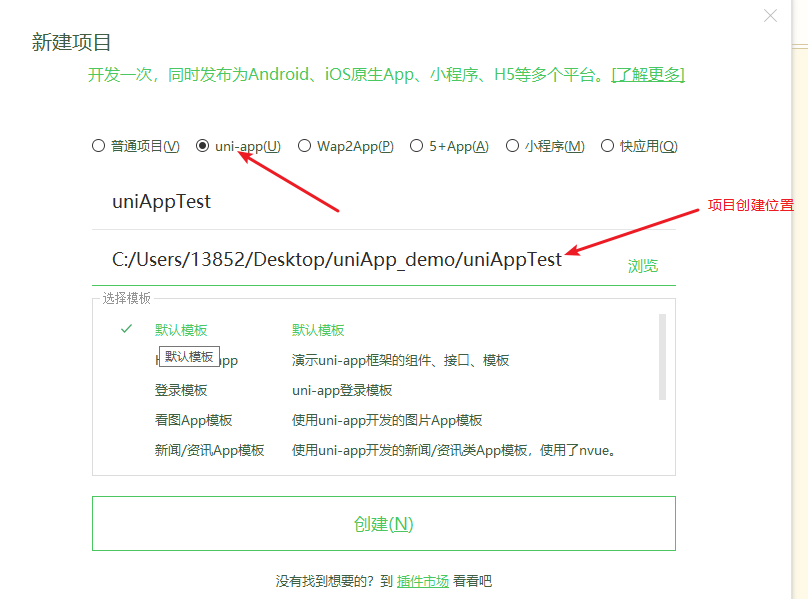 新建项目
开发一次，同时发布为Android、iOS原生App、小程序、H5等多个平台。[了解更多]
普通项目(V) uni-app(U) Wap2App(P) 5+App(A) 小程序(M) 快应用(Q)
uniAppTest
项目创建位置
C:/Users/13852/Desktop/uniApp_demo/uniAppTest
浏览
选择模板
默认模板 默认模板
默认模板
演示uni-app框架的组件、接口、模板
登录模板 uni-app登录模板
看图App模板 使用uni-app开发的图片App模板
新闻/资讯App模板 使用uni-app开发的新闻/资讯类App模板，使用了nvue。
创建(N)
没有找到想要的？到 插件市场 看看吧